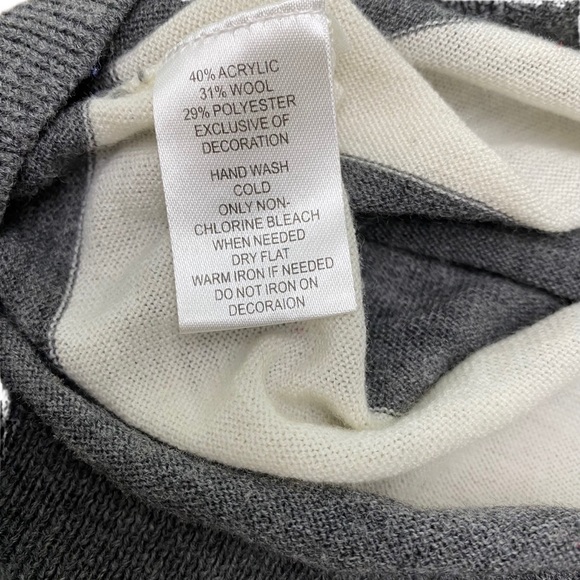 40% ACRYLIC
31% WOOL
29% POLYESTER
EXCLUSIVE OF
DECORATION
HAND WASH
COLD
ONLY NON-
CHLORINE BLEACH
WHEN NEEDED
DRY FLAT
WARM IRON IF NEEDED
DO NOT IRON ON
DECORAION